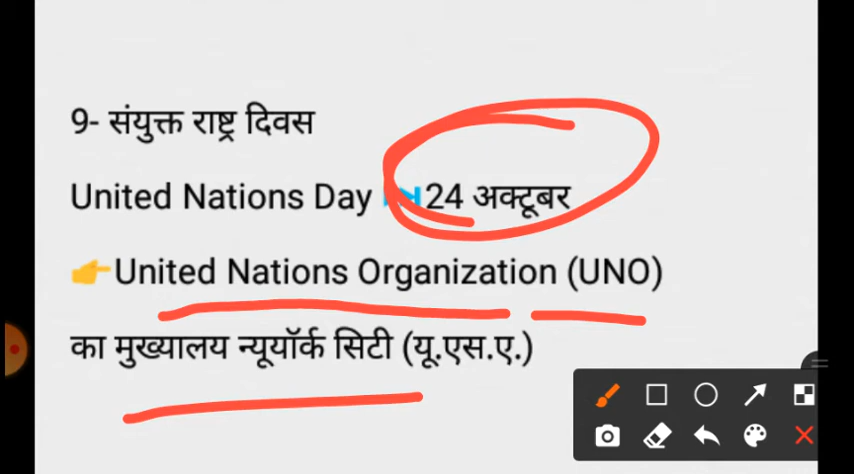 9- संयुक्त राष्ट्र दिवस
United Nations Day ⏭24 अक्टूबर
👉United Nations Organization (UNO)
का मुख्यालय न्यूयॉर्क सिटी (यू.एस.ए.)